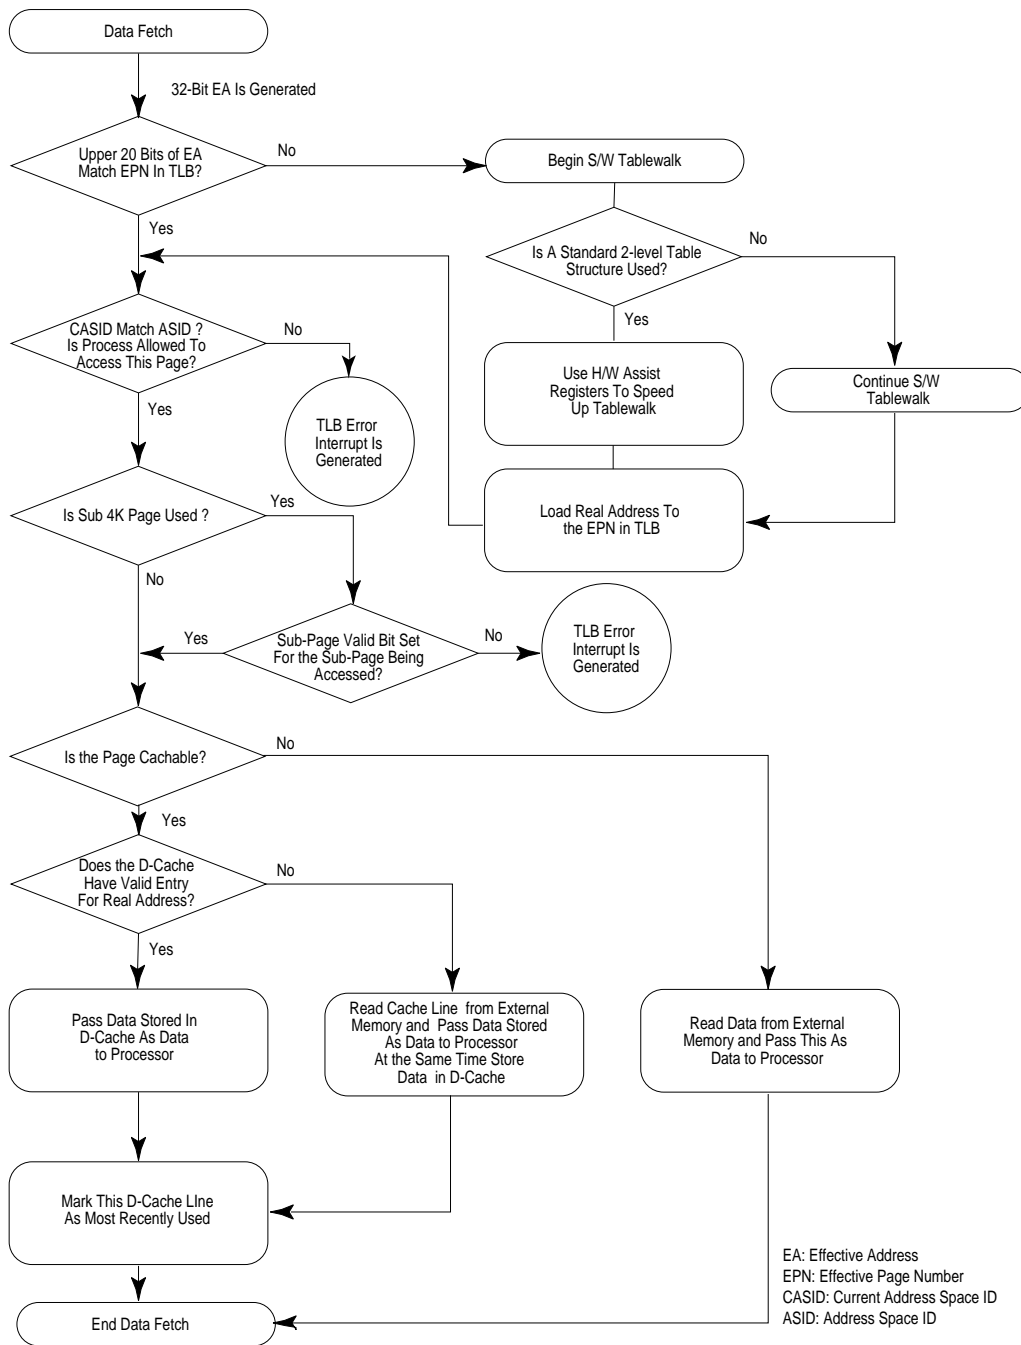 Data Fetch
32-Bit EA Is Generated
Upper 20 Bits of EA
Match EPN In TLB?
No
Begin S/W Tablewalk
Yes
Is A Standard 2-level Table
Structure Used?
No
Yes
CASID Match ASID ?
Is Process Allowed To
Access This Page?
No
Use H/W Assist
Registers To Speed
Up Tablewalk
Continue S/W
Tablewalk
Yes
TLB Error
Interrupt Is
Generated
Is Sub 4K Page Used ?
Yes
Load Real Address To
the EPN in TLB
No
Yes
Sub-Page Valid Bit Set
For the Sub-Page Being
Accessed?
No
TLB Error
Interrupt Is
Generated
Is the Page Cachable?
No
Yes
Does the D-Cache
Have Valid Entry
For Real Address?
No
Yes
Pass Data Stored In
D-Cache As Data
to Processor
Read Cache Line from External
Memory and Pass Data Stored
As Data to Processor
At the Same Time Store
Data in D-Cache
Read Data from External
Memory and Pass This As
Data to Processor
Mark This D-Cache LIne
As Most Recently Used
End Data Fetch
EA: Effective Address
EPN: Effective Page Number
CASID: Current Address Space ID
ASID: Address Space ID